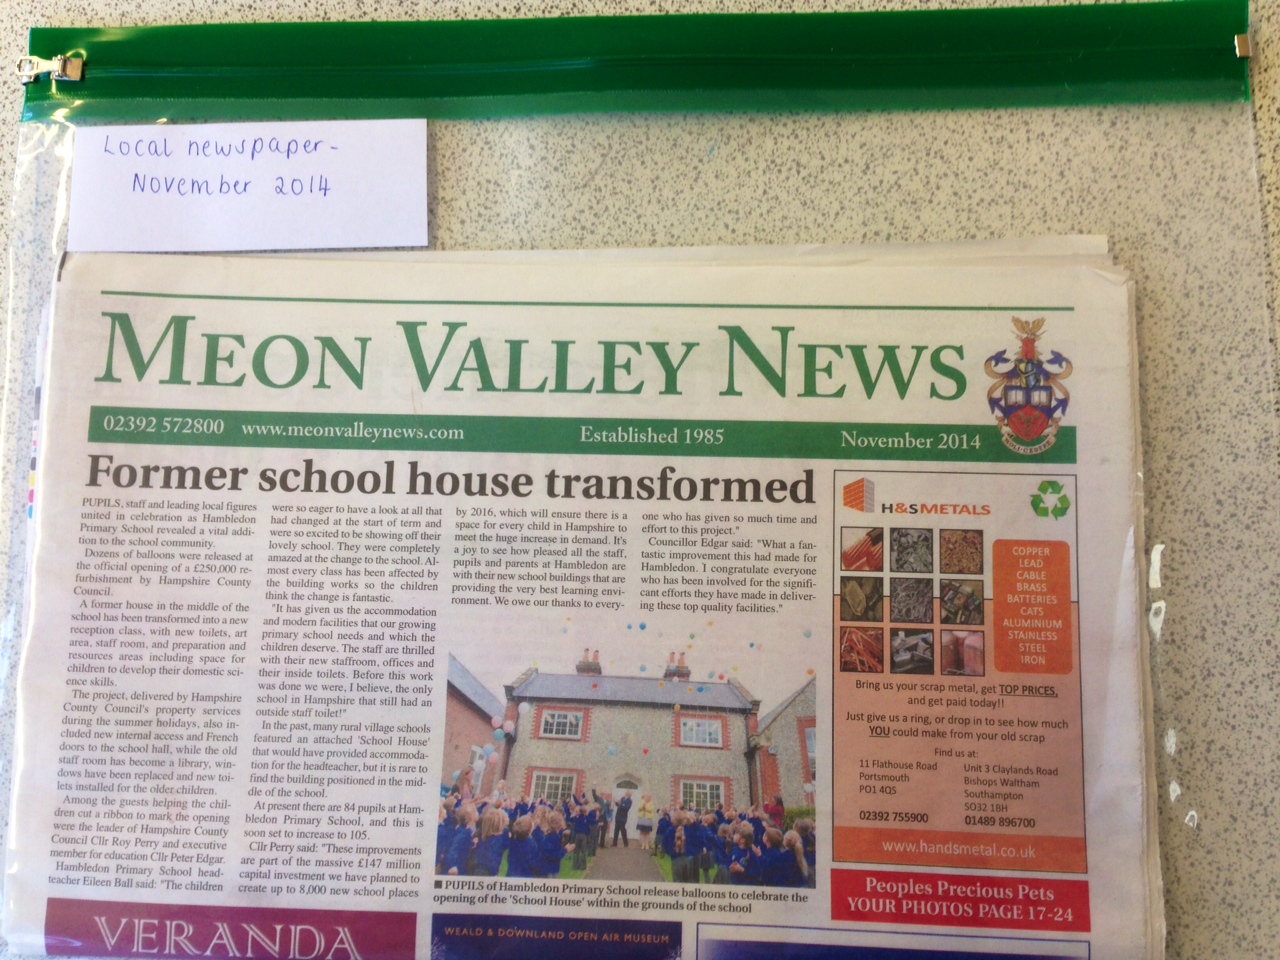 Local newspaper-
November 2014
MEON VALLEY NEWS
02392 572800 www.meonvalleynews.com Established 1985 November 2014
Former school house transformed
PUPILS, staff and leading local figures
united in celebration as Hambledon
Primary School revealed a vital addi-
tion to the school community.
Dozens of balloons were released at
the official opening of a £250,000 re-
furbishment by Hampshire County
Council.
A former house in the middle of the
school has been transformed into a new
reception class, with new toilets, art
area, staff room, and preparation and
resources areas including space for
children to develop their domestic sci-
ence skills.
The project, delivered by Hampshire
County Council's property services
during the summer holidays, also in-
cluded new internal access and French
doors to the school hall, while the old
staff room has become a library, win-
dows have been replaced and new toi-
lets installed for the older children.
Among the guests helping the chil-
dren cut a ribbon to mark the opening
were the leader of Hampshire County
Council Cllr Roy Perry and executive
member for education Cllr Peter Edgar.
Hambledon Primary School head-
teacher Eileen Ball said: "The children
were so eager to have a look at all that
had changed at the start of term and
were so excited to be showing off their
lovely school. They were completely
amazed at the change to the school. Al-
most every class has been affected by
the building works so the children
think the change is fantastic.
"It has given us the accommodation
and modern facilities that our growing
primary school needs and which the
children deserve. The staff are thrilled
with their new staffroom, offices and
their inside toilets. Before this work
was done we were, I believe, the only
school in Hampshire that still had an
outside staff toilet!"
In the past, many rural village schools
featured an attached 'School House'
that would have provided accommoda-
tion for the headteacher, but it is rare to
find the building positioned in the mid-
dle of the school.
At present there are 84 pupils at Ham-
bledon Primary School, and this is
soon set to increase to 105.
Cllr Perry said: "These improvements
are part of the massive £147 million
capital investment we have planned to
create up to 8,000 new school places
by 2016, which will ensure there is a
space for every child in Hampshire to
meet the huge increase in demand. It's
a joy to see how pleased all the staff,
pupils and parents at Hambledon are
with their new school buildings that are
providing the very best learning envi-
ronment. We owe our thanks to every-
one who has given so much time and
effort to this project."
Councillor Edgar said: "What a fan-
tastic improvement this had made for
Hambledon. I congratulate everyone
who has been involved for the signifi-
cant efforts they have made in deliver-
ing these top quality facilities."
■ PUPILS of Hambledon Primary School release balloons to celebrate the
opening of the 'School House' within the grounds of the school
H&S METALS
COPPER
LEAD
CABLE
BRASS
BATTERIES
CATS
ALUMINIUM
STAINLESS
STEEL
IRON
Bring us your scrap metal, get TOP PRICES,
and get paid today!!
Just give us a ring, or drop in to see how much
YOU could make from your old scrap
Find us at:
11 Flathouse Road
Portsmouth
PO1 4QS
02392 755900
Unit 3 Claylands Road
Bishops Waltham
Southampton
SO32 1BH
01489 896700
www.handsmetal.co.uk
Peoples Precious Pets
YOUR PHOTOS PAGE 17-24
VERANDA
WEALD & DOWNLAND OPEN AIR MUSEUM